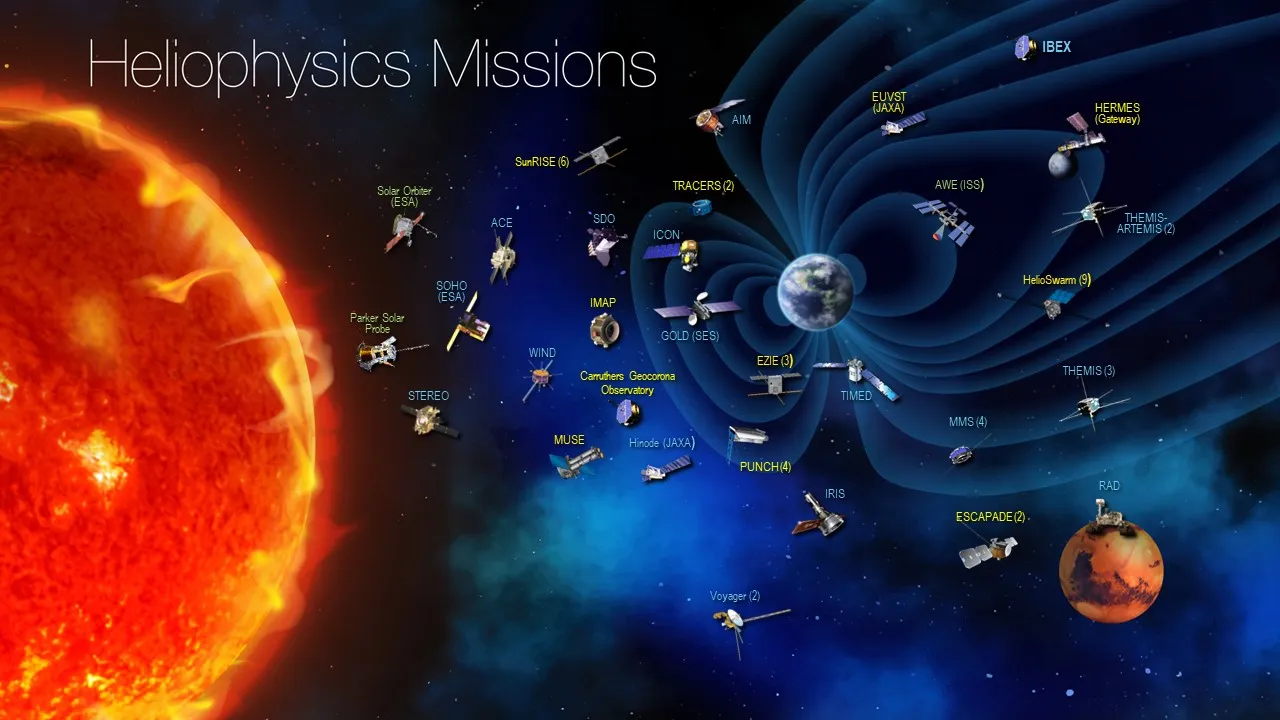 Heliophysics Missions
IBEX
EUVST
(JAXA)
HERMES
(Gateway)
AIM
SunRISE (6)
TRACERS (2)
AWE (ISS)
Solar Orbiter
(ESA)
ACE
SDO
ICON
THEMIS-
ARTEMIS (2)
SOHO
(ESA)
HelioSwarm (9)
IMAP
Parker Solar
Probe
GOLD (SES)
WIND
EZIE (3)
Carruthers Geocorona
Observatory
TIMED
THEMIS (3)
STEREO
MMS (4)
MUSE
Hinode (JAXA)
PUNCH (4)
RAD
IRIS
ESCAPADE (2)
Voyager (2)